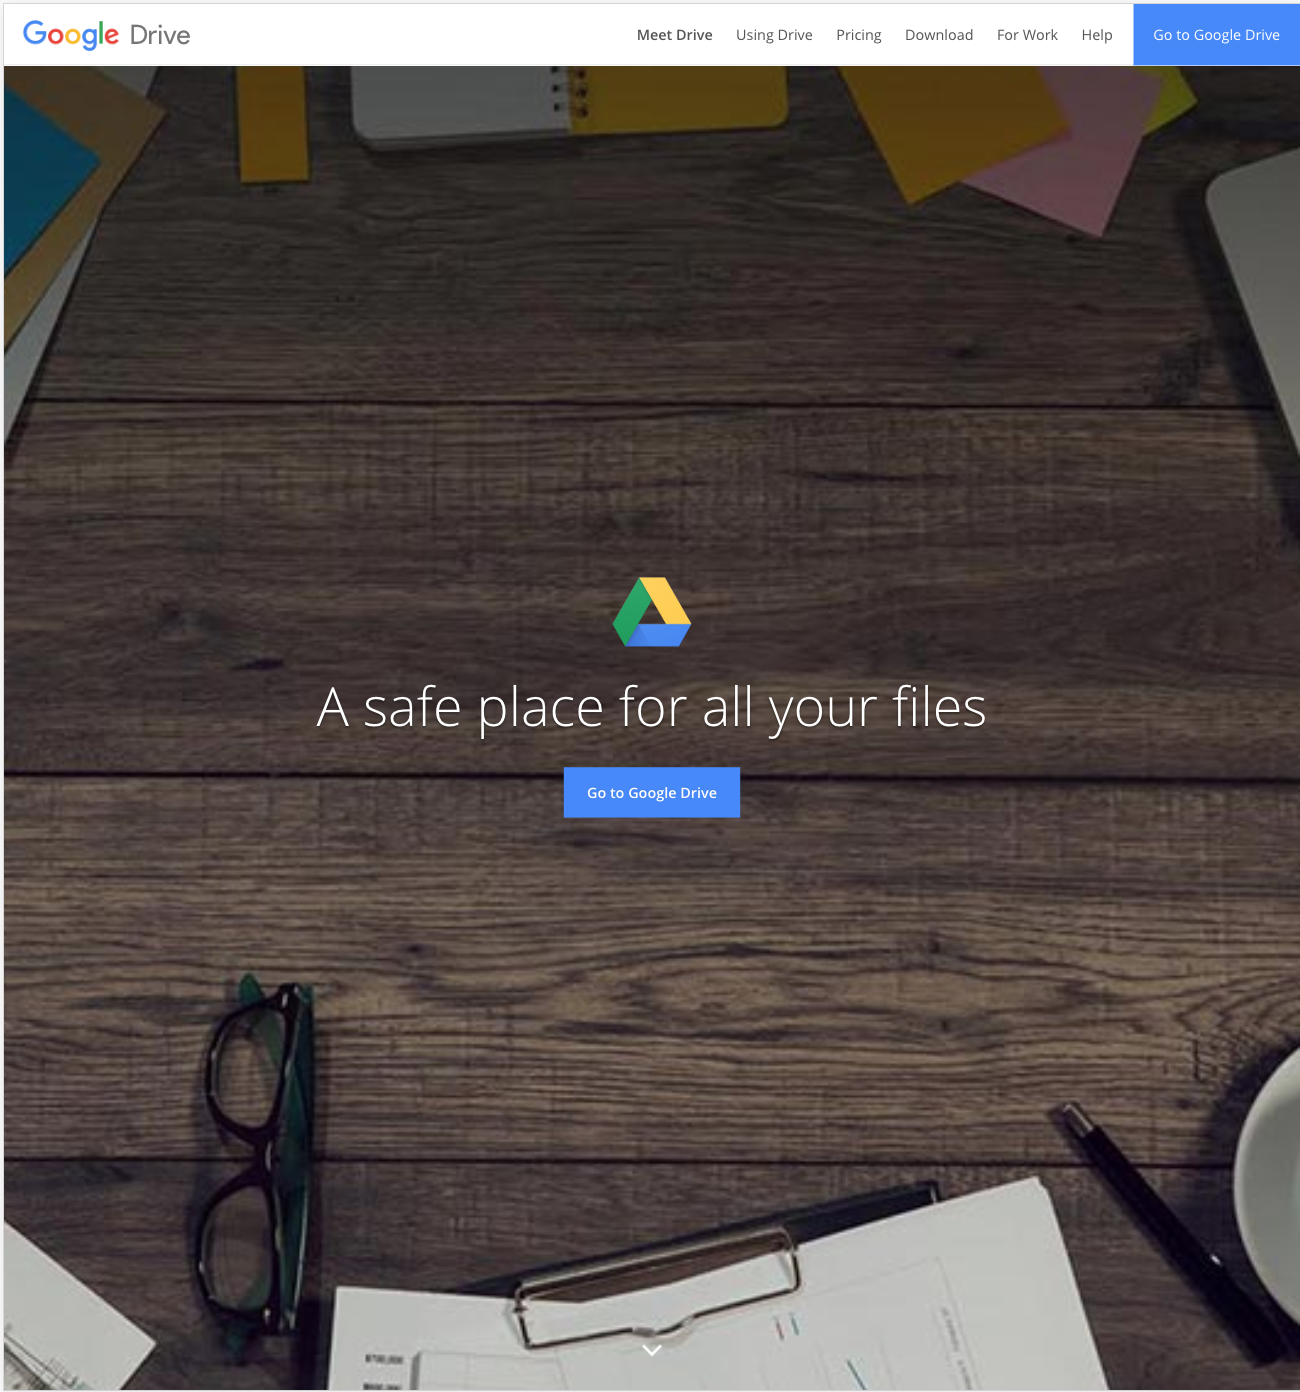 Google Drive
Meet Drive
Using Drive
Pricing
Download
For Work
Help
Go to Google Drive
A safe place for all your files
Go to Google Drive